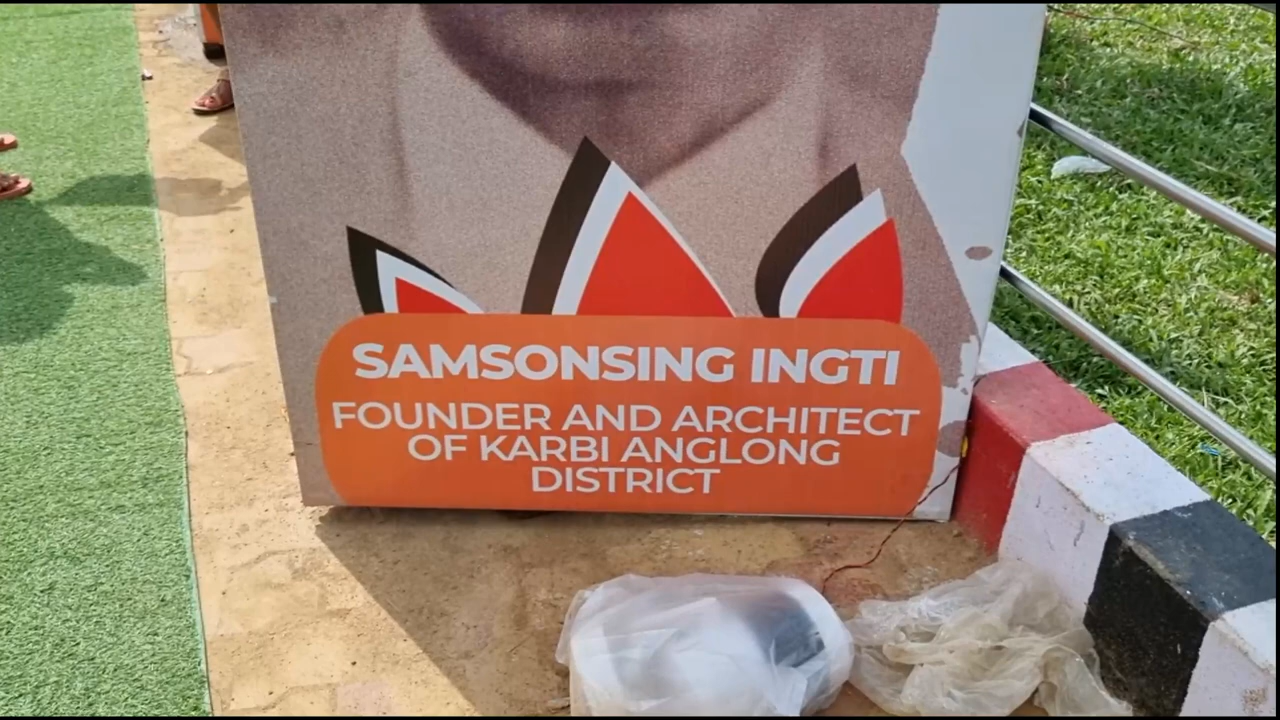 SAMSONSING INGTI
FOUNDER AND ARCHITECT
OF KARBI ANGLONG
DISTRICT